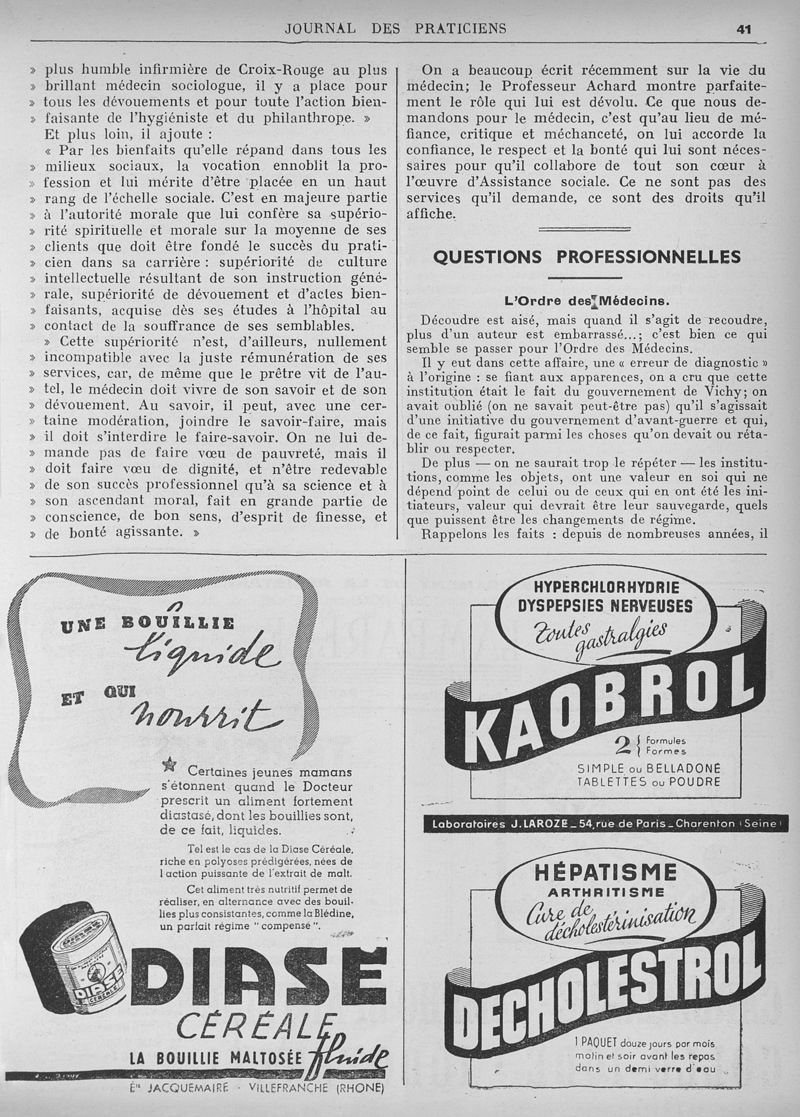 JOURNAL DES PRATICIENS
41
» plus humble infirmière de Croix-Rouge au plus
» brillant médecin sociologue, il y a place pour
» tous les dévouements et pour toute l'action bien-
» faisante de l'hygiéniste et du philanthrope. »
Et plus loin, il ajoute :
« Par les bienfaits qu'elle répand dans tous les
» milieux sociaux, la vocation ennoblit la pro-
» fession et lui mérite d'être placée en un haut
» rang de l'échelle sociale. C'est en majeure partie
» à l'autorité morale que lui confère sa supério-
» rité spirituelle et morale sur la moyenne de ses
» clients que doit être fondé le succès du prati-
» cien dans sa carrière : supériorité de culture
» intellectuelle résultant de son instruction géné-
» rale, supériorité de dévouement et d'actes bien-
» faisants, acquise dès ses études à l'hôpital au
» contact de la souffrance de ses semblables.
» Cette supériorité n'est, d'ailleurs, nullement
» incompatible avec la juste rémunération de ses
» services, car, de même que le prêtre vit de l'au-
» tel, le médecin doit vivre de son savoir et de son
» dévouement. Au savoir, il peut, avec une cer-
» taine modération, joindre le savoir-faire, mais
» il doit s'interdire le faire-savoir. On ne lui de-
» mande pas de faire vœu de pauvreté, mais il
» doit faire vœu de dignité, et n'être redevable
» de son succès professionnel qu'à sa science et à
» son ascendant moral, fait en grande partie de
» conscience, de bon sens, d'esprit de finesse, et
» de bonté agissante. »
On a beaucoup écrit récemment sur la vie du
médecin; le Professeur Achard montre parfaite-
ment le rôle qui lui est dévolu. Ce que nous de-
mandons pour le médecin, c'est qu'au lieu de mé-
fiance, critique et méchanceté, on lui accorde la
confiance, le respect et la bonté qui lui sont néces-
saires pour qu'il collabore de tout son cœur à
l'œuvre d'Assistance sociale. Ce ne sont pas des
services qu'il demande, ce sont des droits qu'il
affiche.
QUESTIONS PROFESSIONNELLES
L'Ordre des Médecins.
Découdre est aisé, mais quand il s'agit de recoudre,
plus d'un auteur est embarrassé...; c'est bien ce qui
semble se passer pour l'Ordre des Médecins.
Il y eut dans cette affaire, une « erreur de diagnostic »
à l'origine : se fiant aux apparences, on a cru que cette
institution était le fait du gouvernement de Vichy; on
avait oublié (on ne savait peut-être pas) qu'il s'agissait
d'une initiative du gouvernement d'avant-guerre et qui,
de ce fait, figurait parmi les choses qu'on devait ou réta-
blir ou respecter.
De plus — on ne saurait trop le répéter — les institu-
tions, comme les objets, ont une valeur en soi qui ne
dépend point de celui ou de ceux qui en ont été les ini-
tiateurs, valeur qui devrait être leur sauvegarde, quels
que puissent être les changements de régime.
Rappelons les faits : depuis de nombreuses années, il
UNE BOUILLIE
liquide
ET QUI
nourrit
Certaines jeunes mamans
s'étonnent quand le Docteur
prescrit un aliment fortement
diastasé, dont les bouillies sont,
de ce fait, liquides.
Tel est le cas de la Diase Céréale,
riche en polyoses prédigérées, nées de
l action puissante de l'extrait de malt.
Cet aliment très nutritif permet de
réaliser, en alternance avec des bouil-
lies plus consistantes, comme la Blédine,
un parfait régime "compensé".
DIASE
CÉRÉALE
DIASE
CÉRÉALE
LA BOUILLIE MALTOSÉE fluide
Éts JACQUEMAIRE - VILLEFRANCHE (RHONE)
HYPERCHLORHYDRIE
DYSPEPSIES NERVEUSES
Toutes
gastralgies
KAOBROL
2 { Formules
Formes
SIMPLE ou BELLADONÉ
TABLETTES ou POUDRE
Laboratoires J. LAROZE _ 54, rue de Paris _ Charenton (Seine)
HÉPATISME
ARTHRITISME
Cure de
décholestérinisation
DECHOLESTROL
1 PAQUET douze jours par mois
matin et soir avant les repas
dans un demi verre d'eau